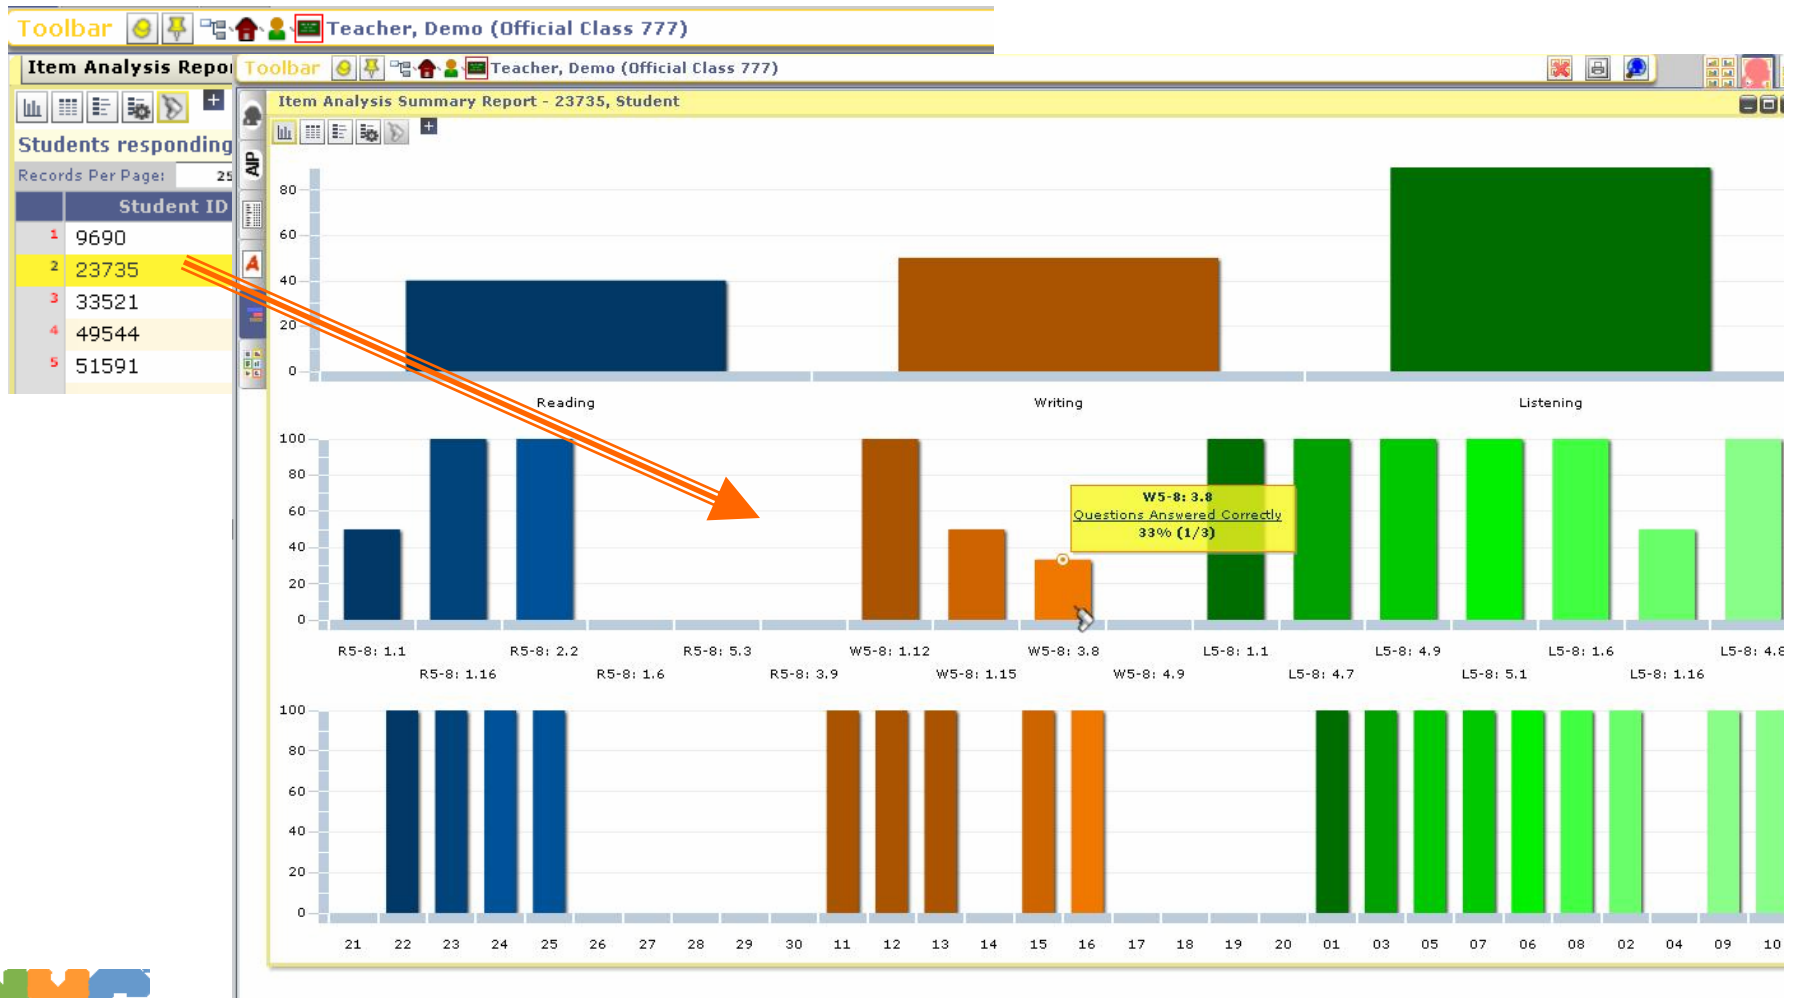 Toolbar
Teacher, Demo (Official Class 777)
Item Analysis Repo
Students responding
Records Per Page: 25
Student ID
1 9690
2 23735
3 33521
4 49544
5 51591
Toolbar
Teacher, Demo (Official Class 777)
Item Analysis Summary Report - 23735, Student
AIP
A
80
60
40
20
0
Reading Writing Listening
100
80
60
40
20
0
W5-8: 3.8
Questions Answered Correctly
33% (1/3)
R5-8: 1.1 R5-8: 2.2 R5-8: 5.3 W5-8: 1.12 W5-8: 3.8 L5-8: 1.1 L5-8: 4.9 L5-8: 1.6 L5-8: 4.8
R5-8: 1.16 R5-8: 1.6 R5-8: 3.9 W5-8: 1.15 W5-8: 4.9 L5-8: 4.7 L5-8: 5.1 L5-8: 1.16
100
80
60
40
20
0
21 22 23 24 25 26 27 28 29 30 11 12 13 14 15 16 17 18 19 20 01 03 05 07 06 08 02 04 09 10